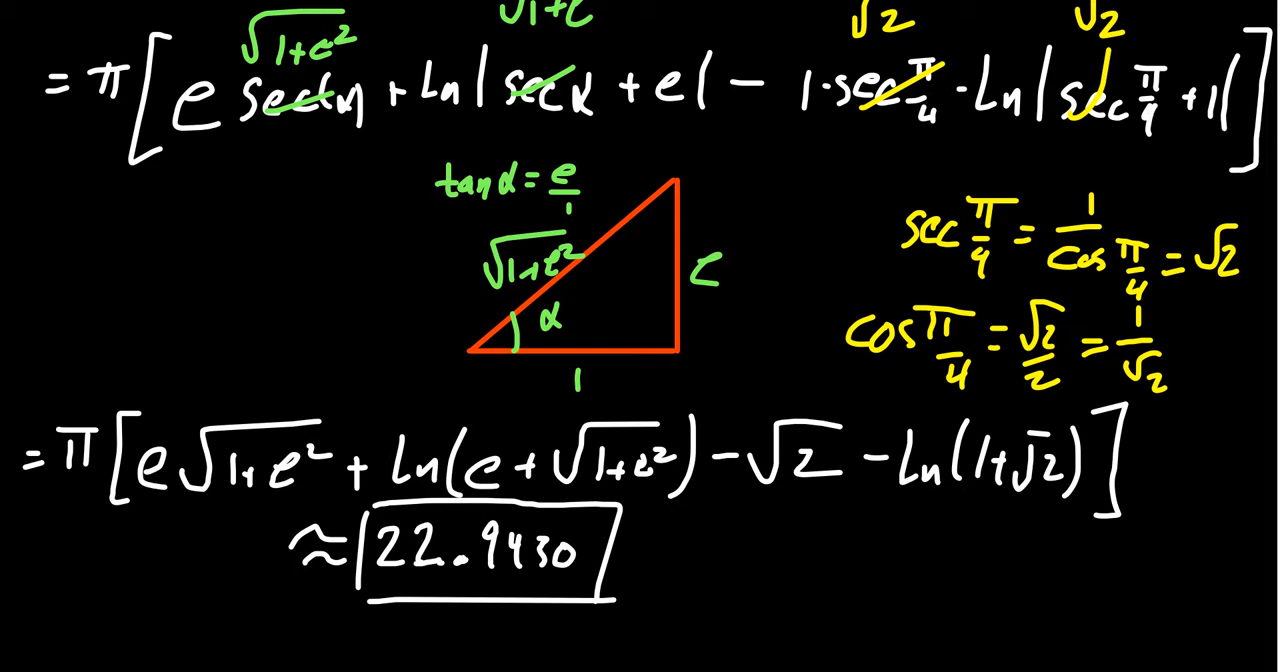 √1+e² √1+e √2 √2
= π[e secα + ln|secα + e| - 1·sec π/4 - ln|sec π/4 + 1|]
tanα = e/1
√1+e² e
α
1
sec π/4 = 1/cos π/4 = √2
cos π/4 = √2/2 = 1/√2
= π[e√1+e² + ln(e+√1+e²) - √2 - ln(1+√2)]
≈ 22.9430